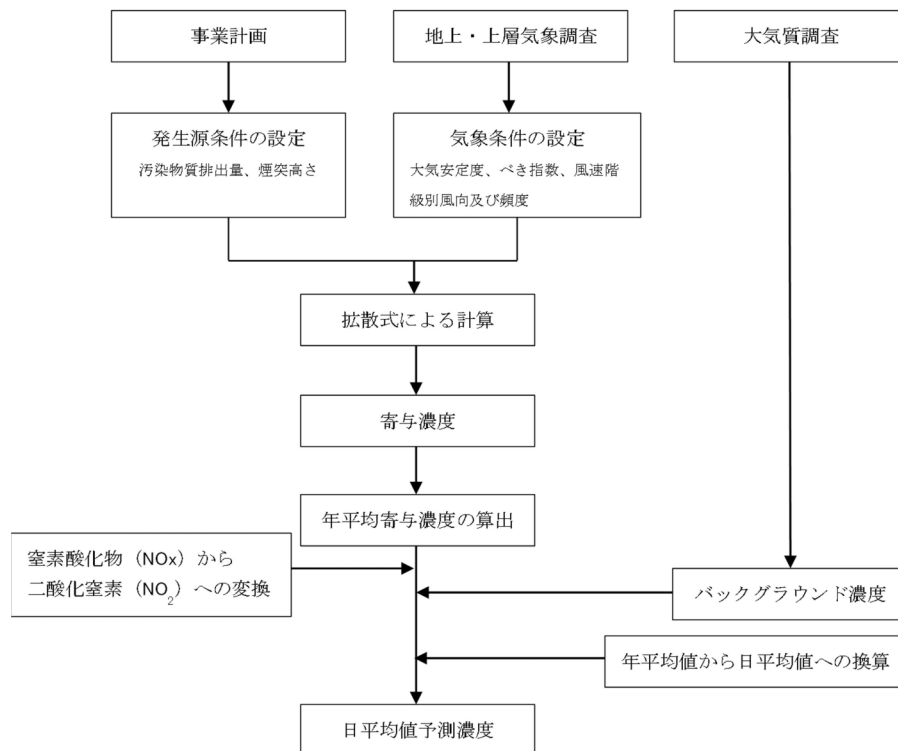 事業計画
地上・上層気象調査
大気質調査
発生源条件の設定
汚染物質排出量、煙突高さ
気象条件の設定
大気安定度、べき指数、風速階
級別風向及び頻度
拡散式による計算
寄与濃度
年平均寄与濃度の算出
窒素酸化物（NOx）から
二酸化窒素（NO₂）への変換
バックグラウンド濃度
年平均値から日平均値への換算
日平均値予測濃度